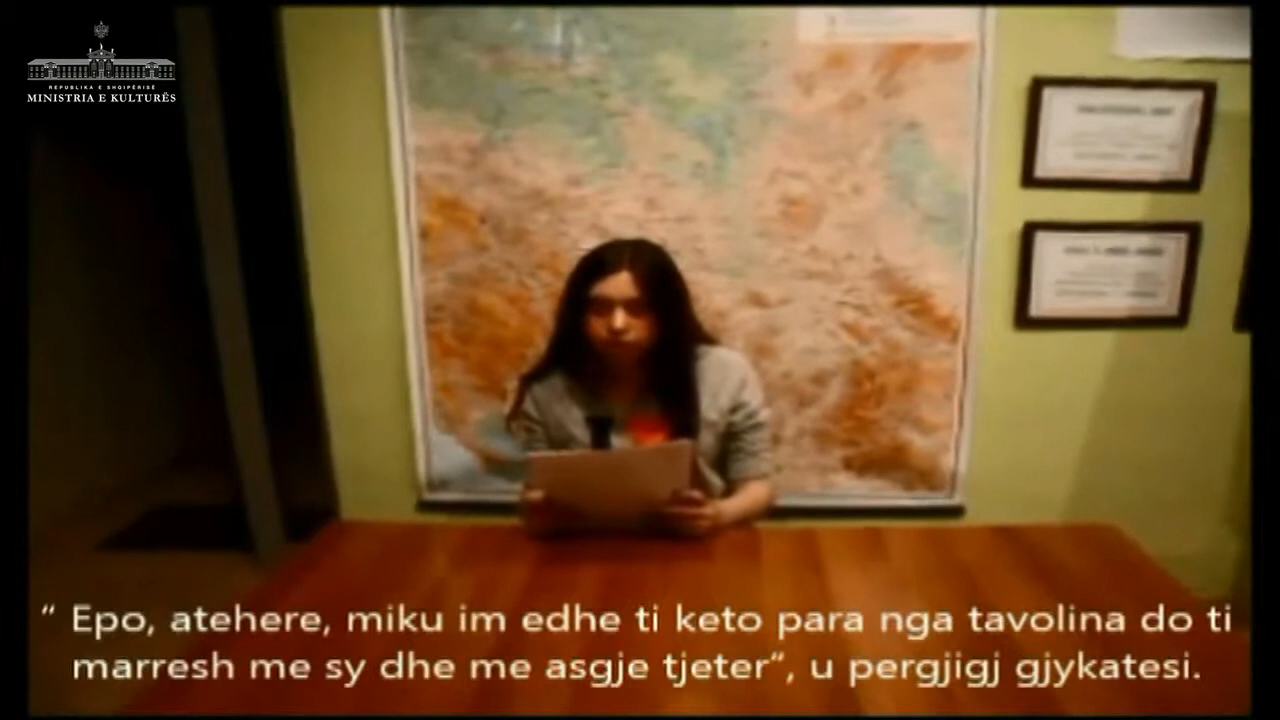 REPUBLIKA E SHQIPËRISË
MINISTRIA E KULTURËS
“ Epo, atehere, miku im edhe ti keto para nga tavolina do ti
marresh me sy dhe me asgje tjeter“, u pergjigj gjykatesi.